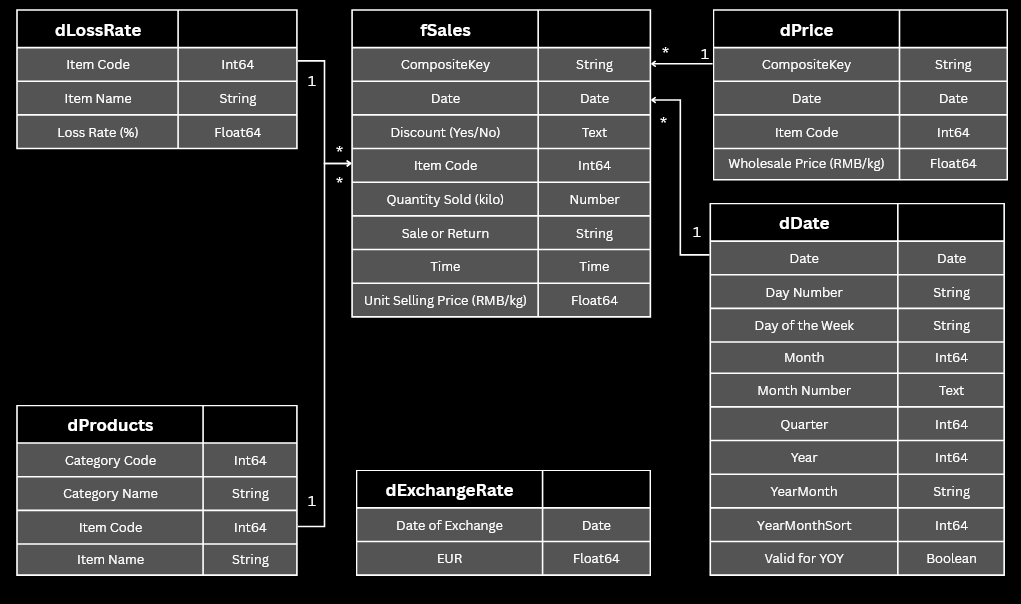 dLossRate
Item Code Int64
Item Name String
Loss Rate (%) Float64
1
*
*
fSales
CompositeKey String
Date Date
Discount (Yes/No) Text
Item Code Int64
Quantity Sold (kilo) Number
Sale or Return String
Time Time
Unit Selling Price (RMB/kg) Float64
* 1
*
1
dPrice
CompositeKey String
Date Date
Item Code Int64
Wholesale Price (RMB/kg) Float64
dDate
Date Date
Day Number String
Day of the Week String
Month Int64
Month Number Text
Quarter Int64
Year Int64
YearMonth String
YearMonthSort Int64
Valid for YOY Boolean
dProducts
Category Code Int64
Category Name String
Item Code Int64
Item Name String
1
dExchangeRate
Date of Exchange Date
EUR Float64